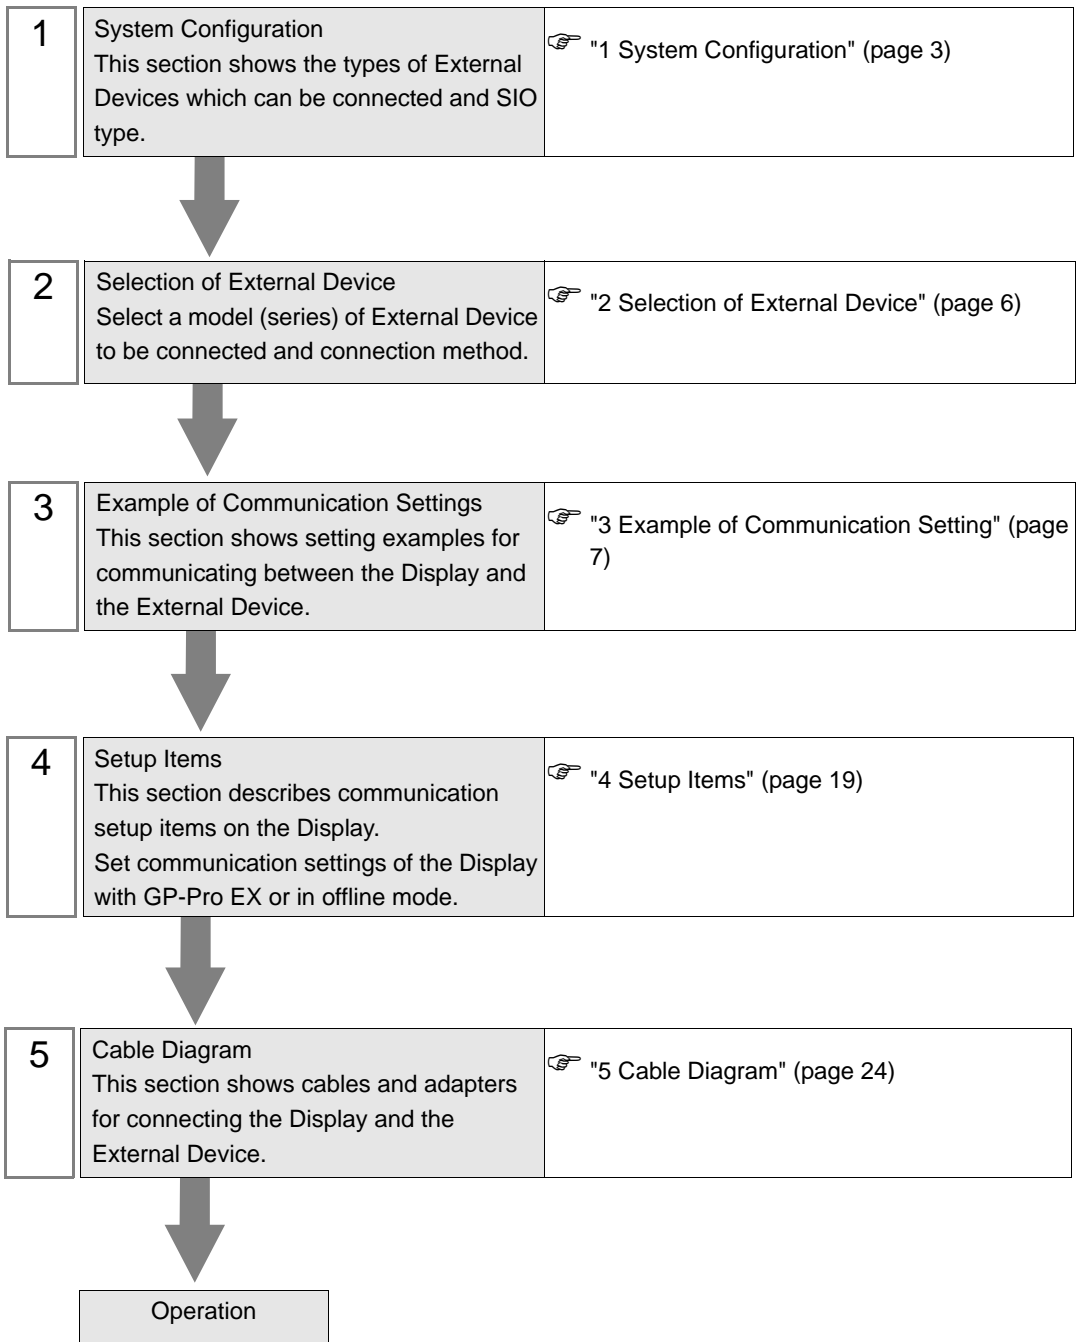 1
System Configuration
This section shows the types of External
Devices which can be connected and SIO
type.
"1 System Configuration" (page 3)
2
Selection of External Device
Select a model (series) of External Device
to be connected and connection method.
"2 Selection of External Device" (page 6)
3
Example of Communication Settings
This section shows setting examples for
communicating between the Display and
the External Device.
"3 Example of Communication Setting" (page
7)
4
Setup Items
This section describes communication
setup items on the Display.
Set communication settings of the Display
with GP-Pro EX or in offline mode.
"4 Setup Items" (page 19)
5
Cable Diagram
This section shows cables and adapters
for connecting the Display and the
External Device.
"5 Cable Diagram" (page 24)
Operation